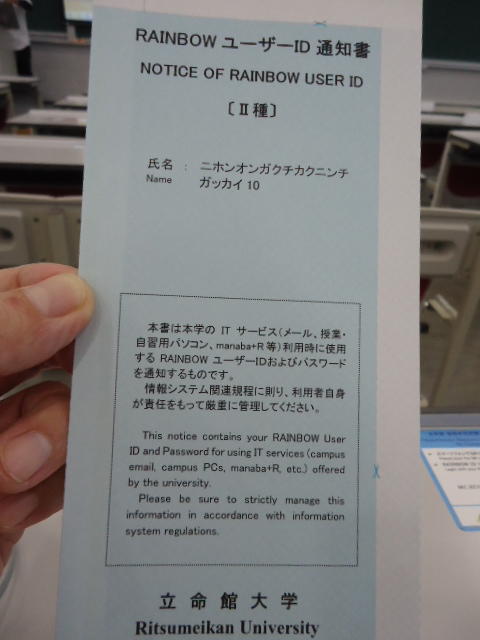 RAINBOW ユーザーID 通知書
NOTICE OF RAINBOW USER ID
〔Ⅱ種〕
氏名 : ニホンオンガクチカクニンチ
Name ガッカイ 10
本書は本学の IT サービス(メール、授業・
自習用パソコン、manaba+R 等)利用時に使用
する RAINBOW ユーザーIDおよびパスワード
を通知するものです。
情報システム関連規程に則り、利用者自身
が責任をもって厳重に管理してください。
This notice contains your RAINBOW User
ID and Password for using IT services (campus
email, campus PCs, manaba+R, etc.) offered
by the university.
Please be sure to strictly manage this
information in accordance with information
system regulations.
立命館大学
Ritsumeikan University